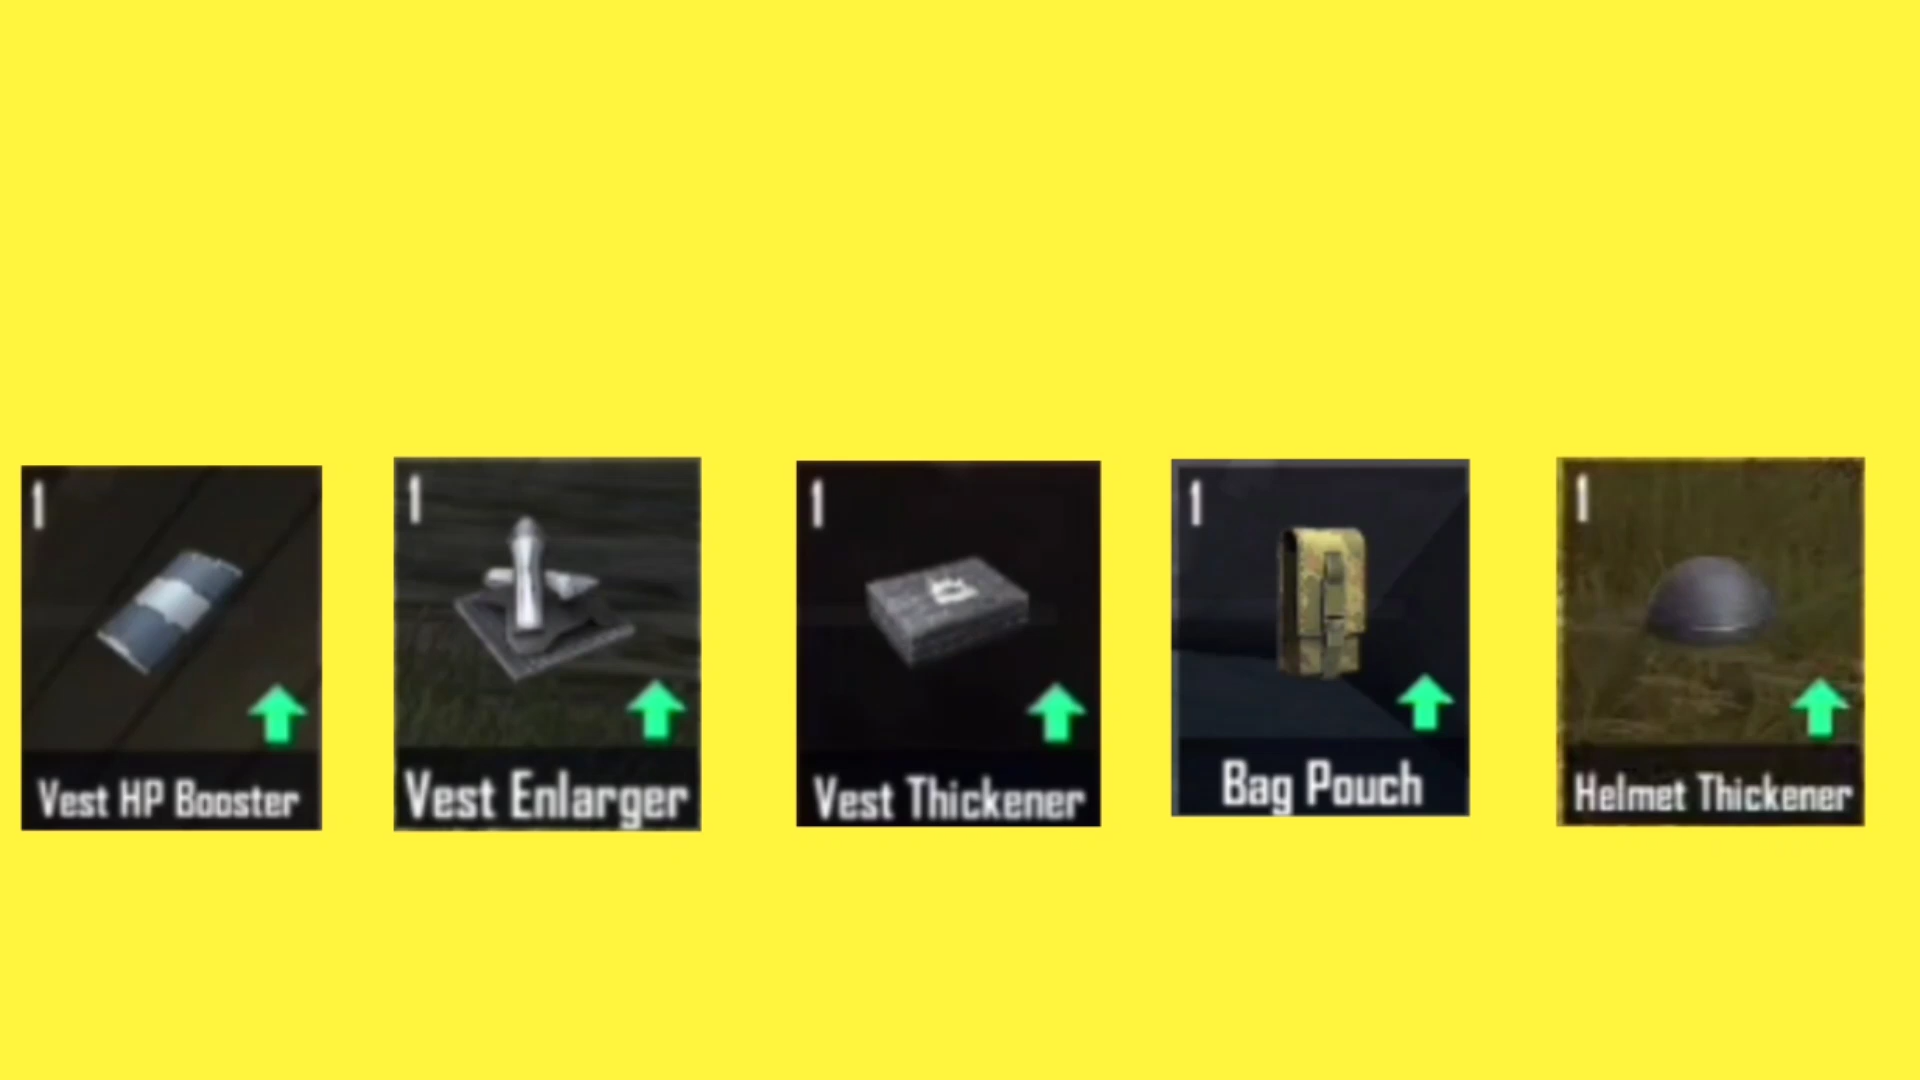 1
Vest HP Booster
1
Vest Enlarger
1
Vest Thickener
1
Bag Pouch
1
Helmet Thickener